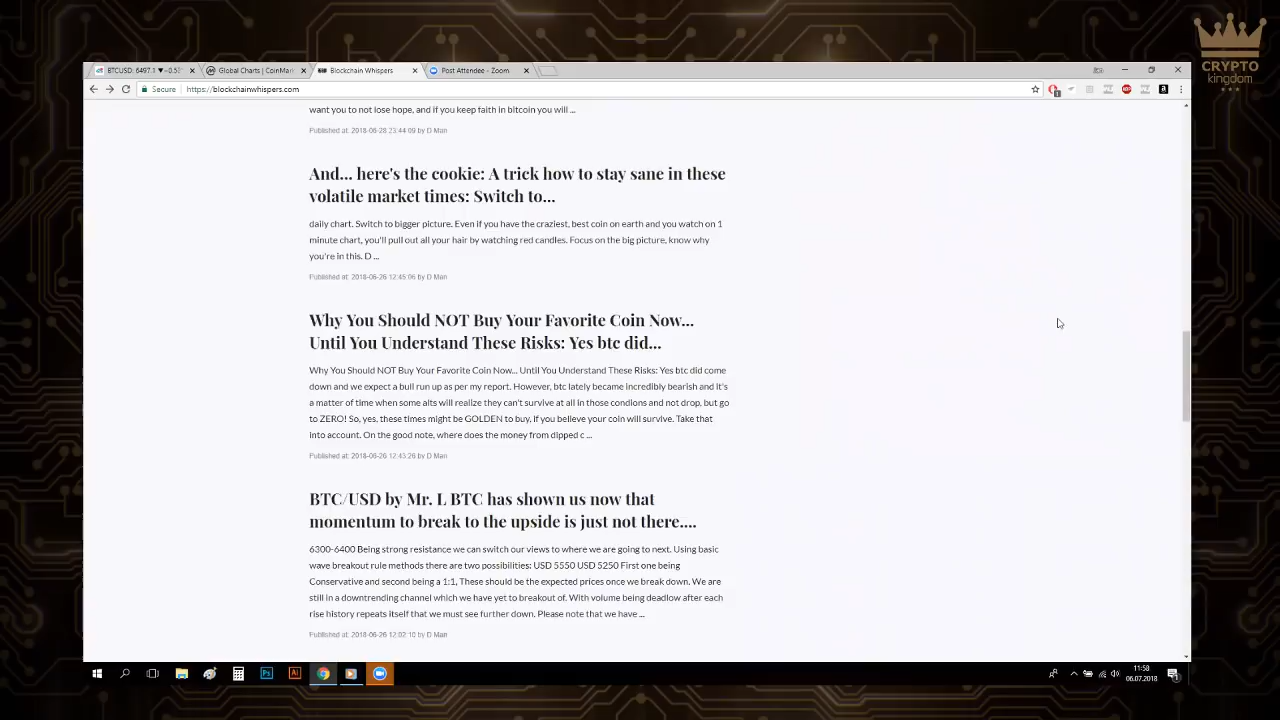 CRYPTO
kingdom
BTCUSD: 6497.1 ▼−0.5
Global Charts | CoinMar
Blockchain Whispers
Post Attendee - Zoom
Secure
https://blockchainwhispers.com
want you to not lose hope, and if you keep faith in bitcoin you will ...
Published at: 2018-06-28 23:44:09 by D Man
And... here's the cookie: A trick how to stay sane in these
volatile market times: Switch to...
daily chart. Switch to bigger picture. Even if you have the craziest, best coin on earth and you watch on 1
minute chart, you'll pull out all your hair by watching red candles. Focus on the big picture, know why
you're in this. D ...
Published at: 2018-06-26 12:45:06 by D Man
Why You Should NOT Buy Your Favorite Coin Now...
Until You Understand These Risks: Yes btc did...
Why You Should NOT Buy Your Favorite Coin Now... Until You Understand These Risks: Yes btc did come
down and we expect a bull run up as per my report. However, btc lately became incredibly bearish and it's
a matter of time when some alts will realize they can't survive at all in those condions and not drop, but go
to ZERO! So, yes, these times might be GOLDEN to buy, if you believe your coin will survive. Take that
into account. On the good note, where does the money from dipped c ...
Published at: 2018-06-26 12:43:26 by D Man
BTC/USD by Mr. L BTC has shown us now that
momentum to break to the upside is just not there....
6300-6400 Being strong resistance we can switch our views to where we are going to next. Using basic
wave breakout rule methods there are two possibilities: USD 5550 USD 5250 First one being
Conservative and second being a 1:1, These should be the expected prices once we break down. We are
still in a downtrending channel which we have yet to breakout of. With volume being deadlow after each
rise history repeats itself that we must see further down. Please note that we have ...
Published at: 2018-06-26 12:02:10 by D Man
11:58
06.07.2018